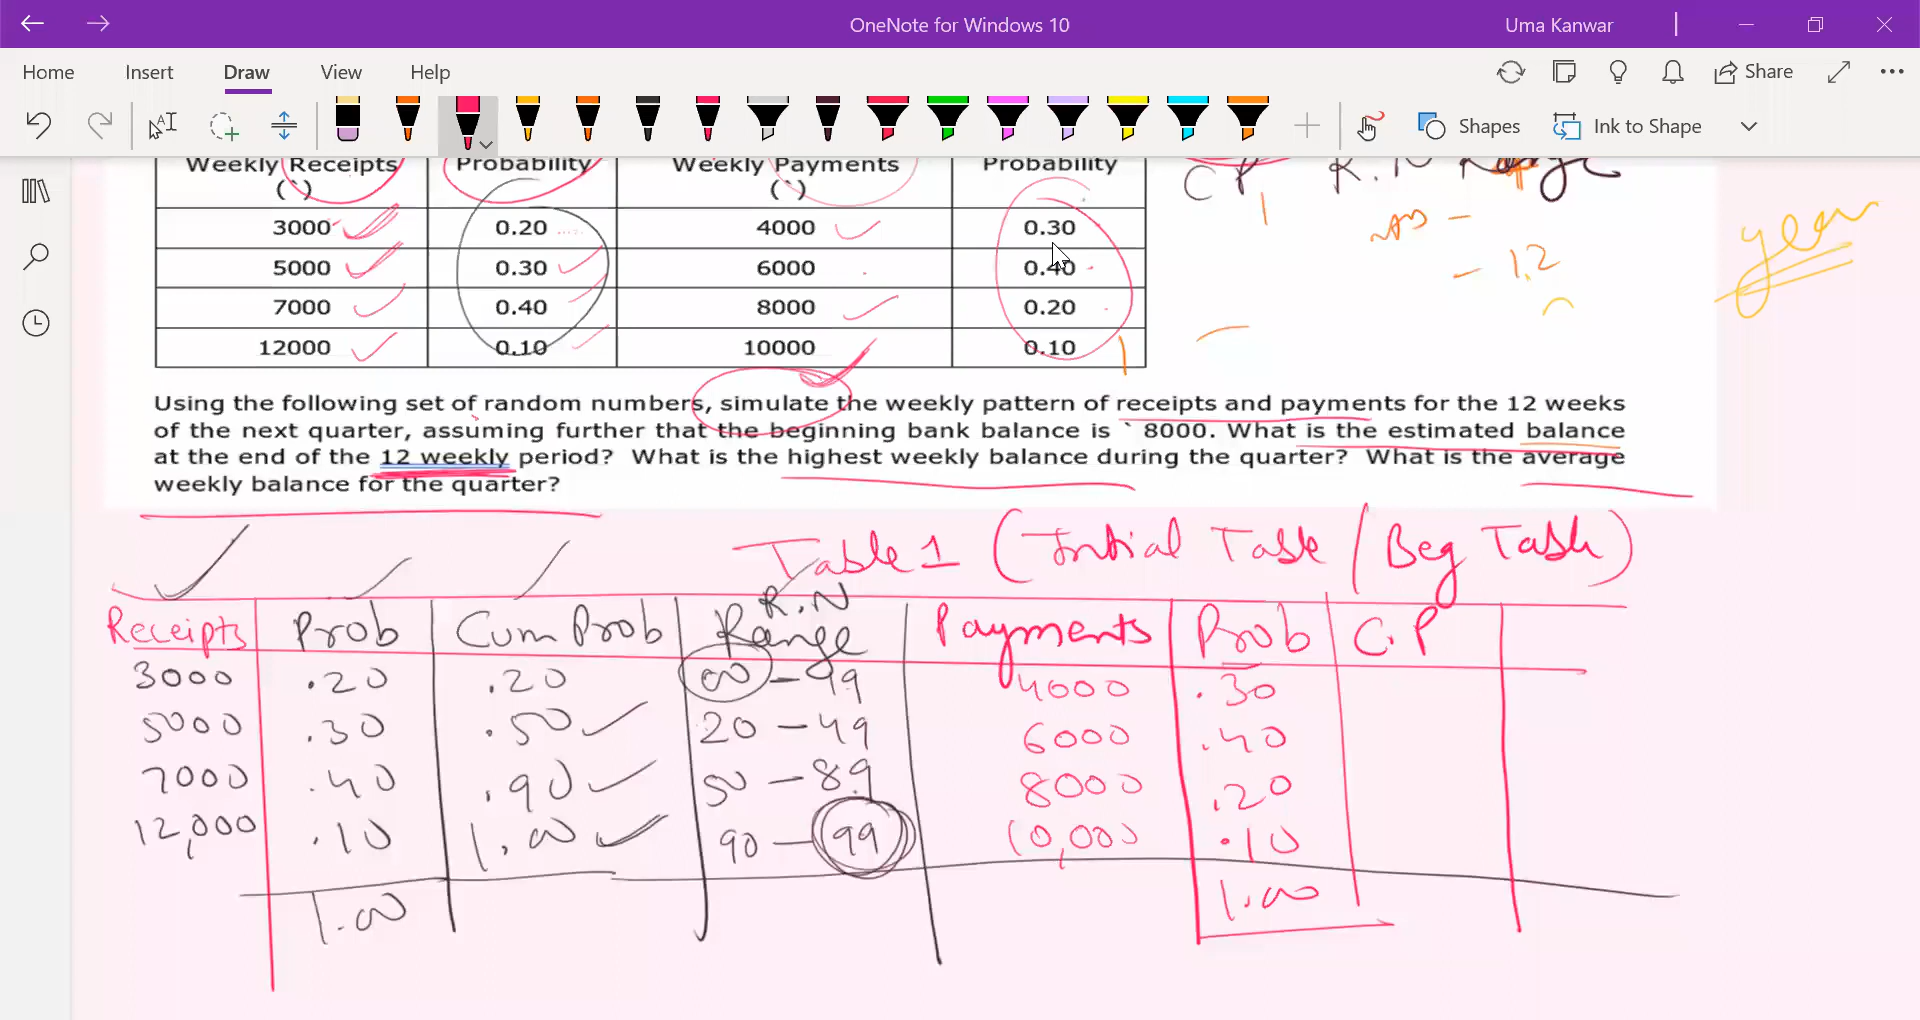 OneNote for Windows 10
Uma Kanwar
Home Insert Draw View Help
Share
Shapes Ink to Shape
Weekly Receipts (`) Probability Weekly Payments (`) Probability
3000 0.20 4000 0.30
5000 0.30 6000 0.40
7000 0.40 8000 0.20
12000 0.10 10000 0.10
CP R.N Range
1
- 1.2
year
1
Using the following set of random numbers, simulate the weekly pattern of receipts and payments for the 12 weeks
of the next quarter, assuming further that the beginning bank balance is ` 8000. What is the estimated balance
at the end of the 12 weekly period? What is the highest weekly balance during the quarter? What is the average
weekly balance for the quarter?
Table 1 (Initial Table / Beg Table)
Receipts Prob Cum Prob R.N Range Payments Prob C.P
3000 .20 .20 00 - 99 4000 .30
5000 .30 .50 20 - 49 6000 .40
7000 .40 .90 50 - 89 8000 .20
12,000 .10 1.00 90 - 99 10,000 .10
1.00 1.00